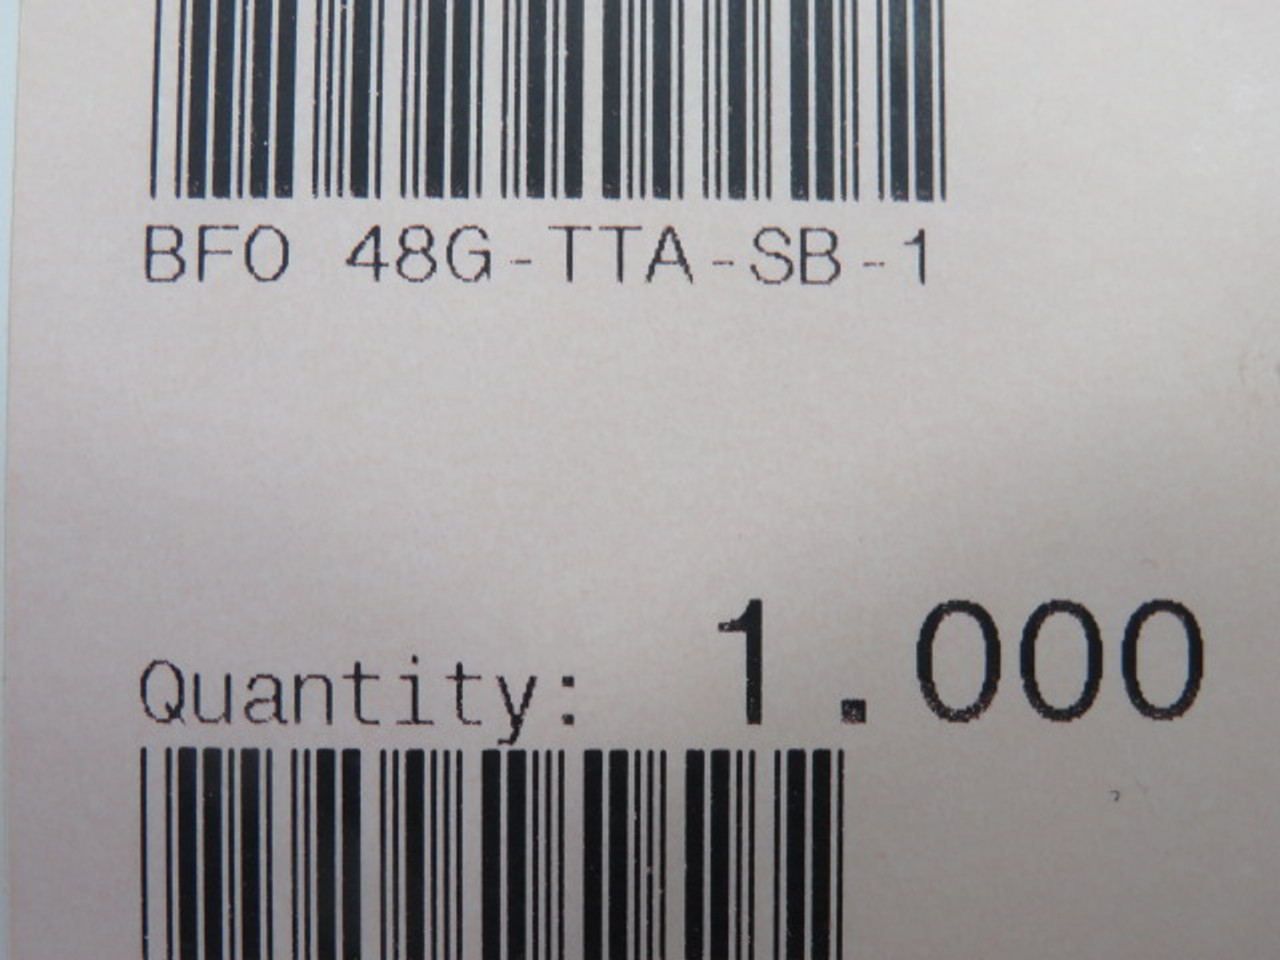 BFO 48G-TTA-SB-1
Quantity: 1.000